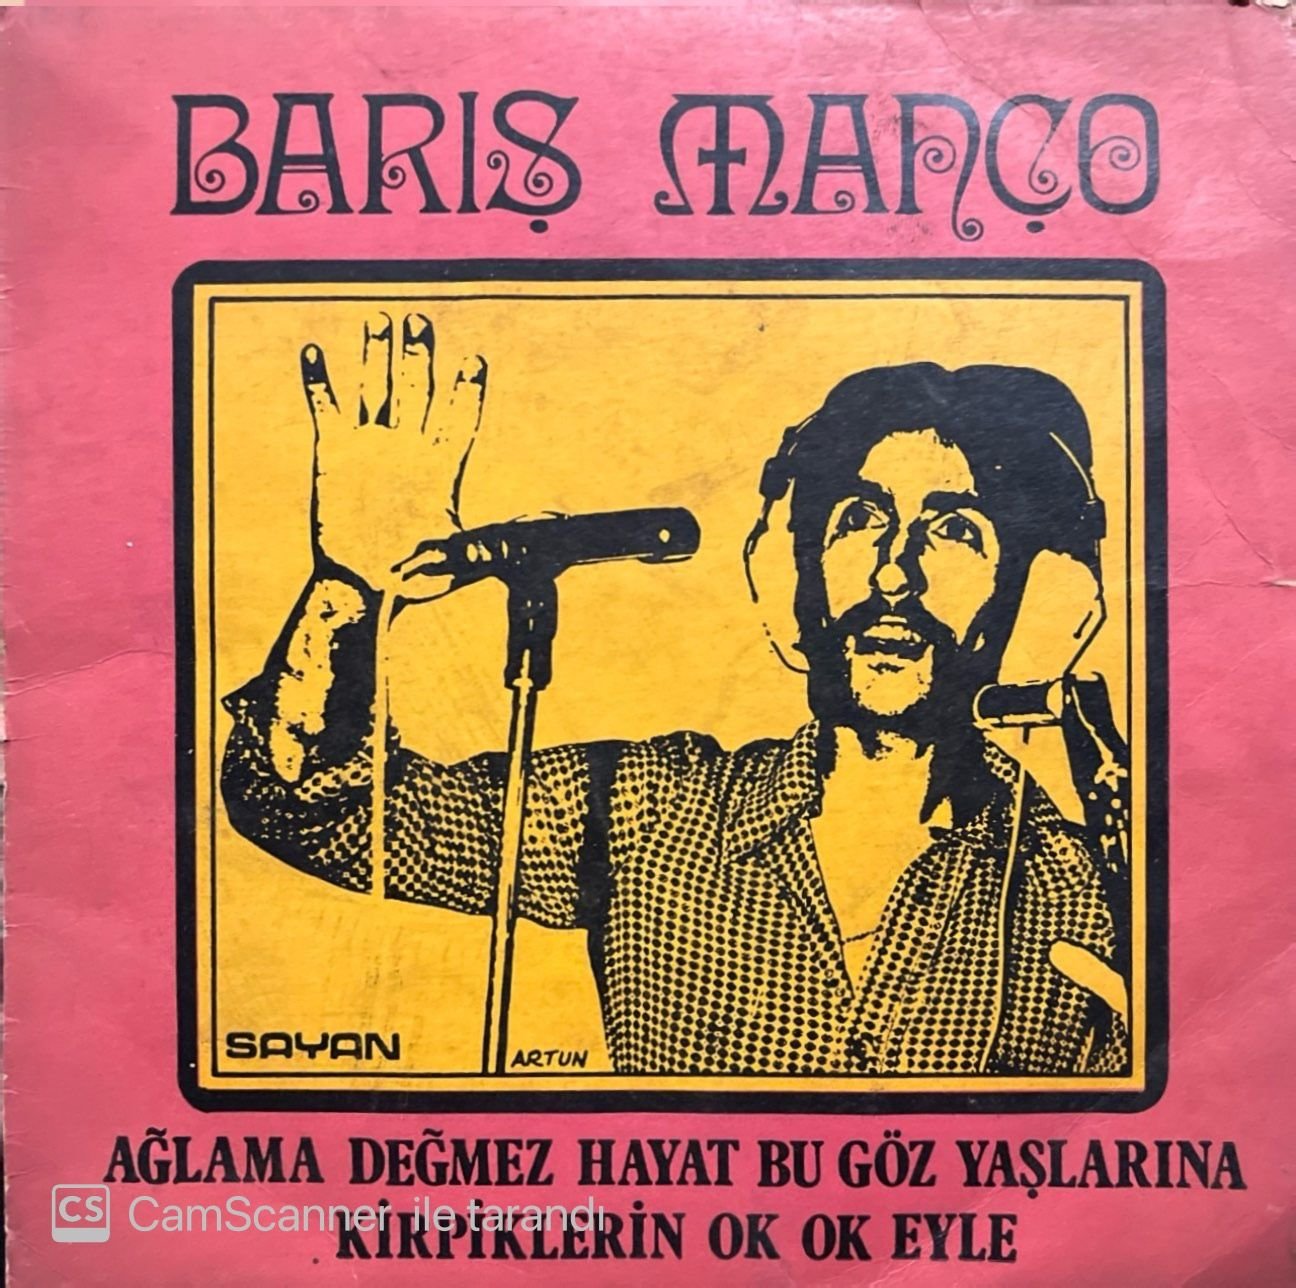 BARIŞ MANÇO
SAYAN
ARTUN
AĞLAMA DEĞMEZ HAYAT BU GÖZ YAŞLARINA
KİRPİKLERİN OK OK EYLE
CS CamScanner ile tarandı